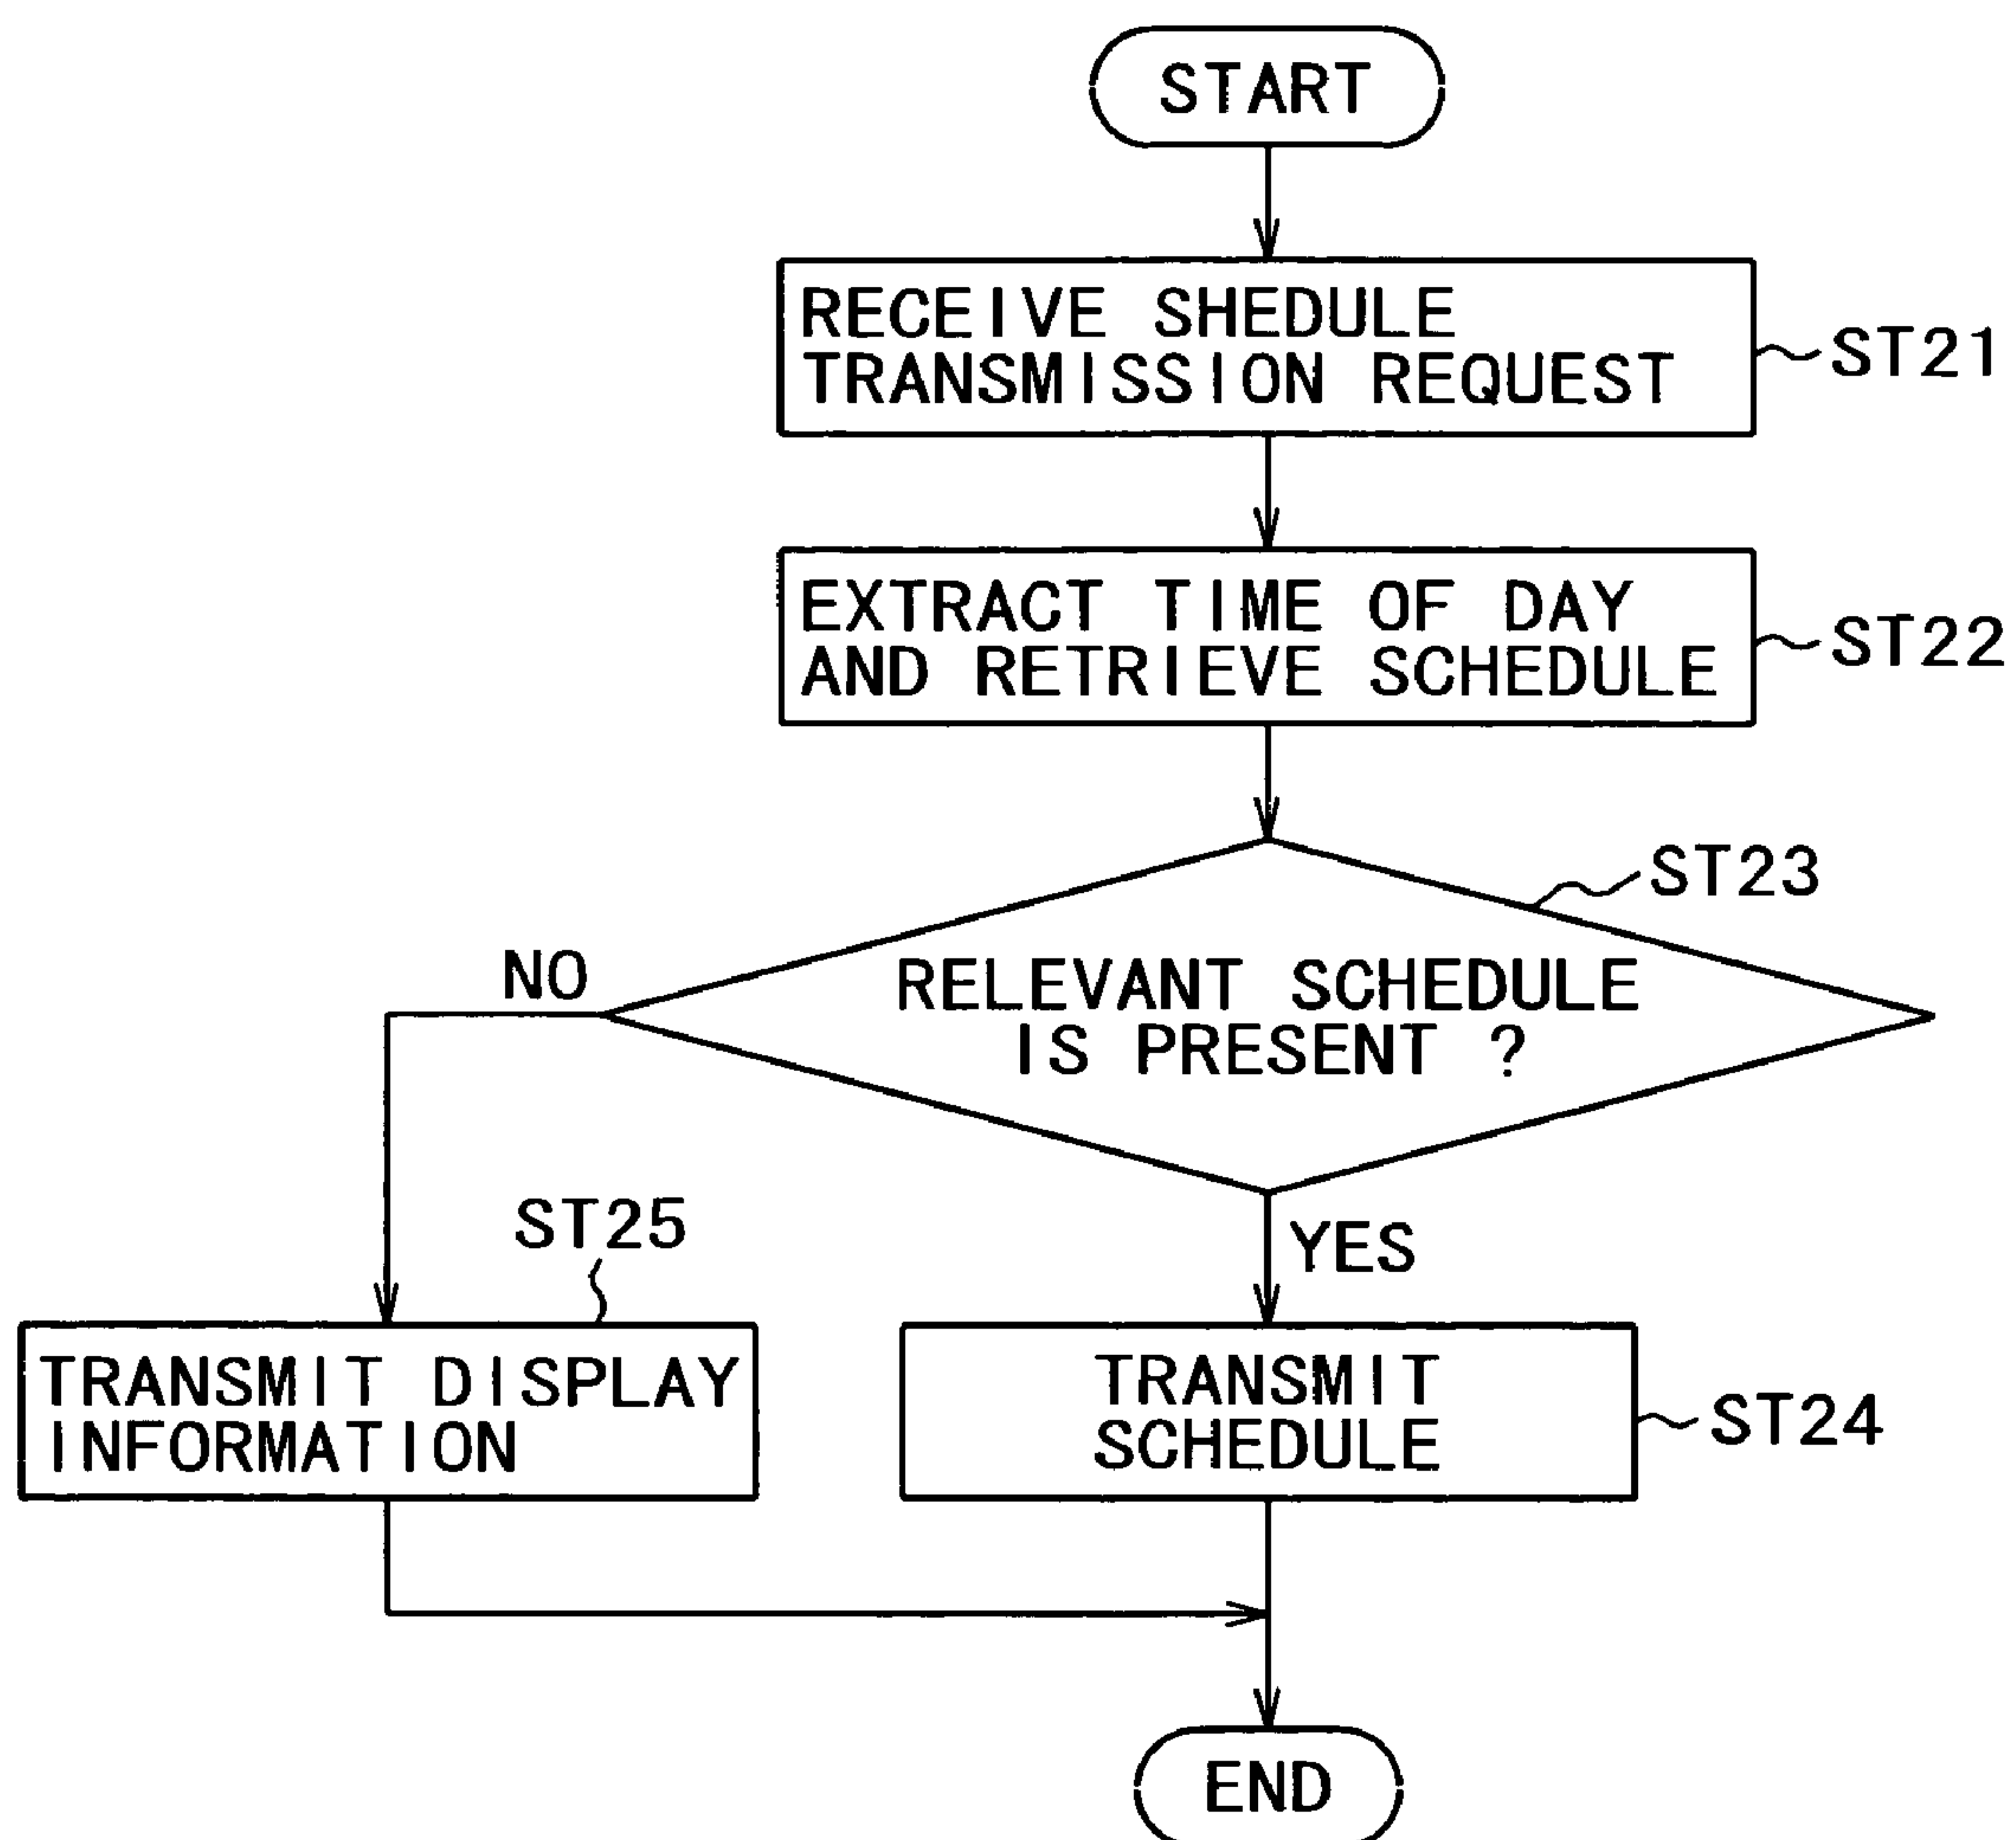 START
RECEIVE SHEDULE
TRANSMISSION REQUEST
ST21
EXTRACT TIME OF DAY
AND RETRIEVE SCHEDULE
ST22
ST23
RELEVANT SCHEDULE
IS PRESENT ?
NO
YES
ST25
TRANSMIT DISPLAY
INFORMATION
TRANSMIT
SCHEDULE
ST24
END